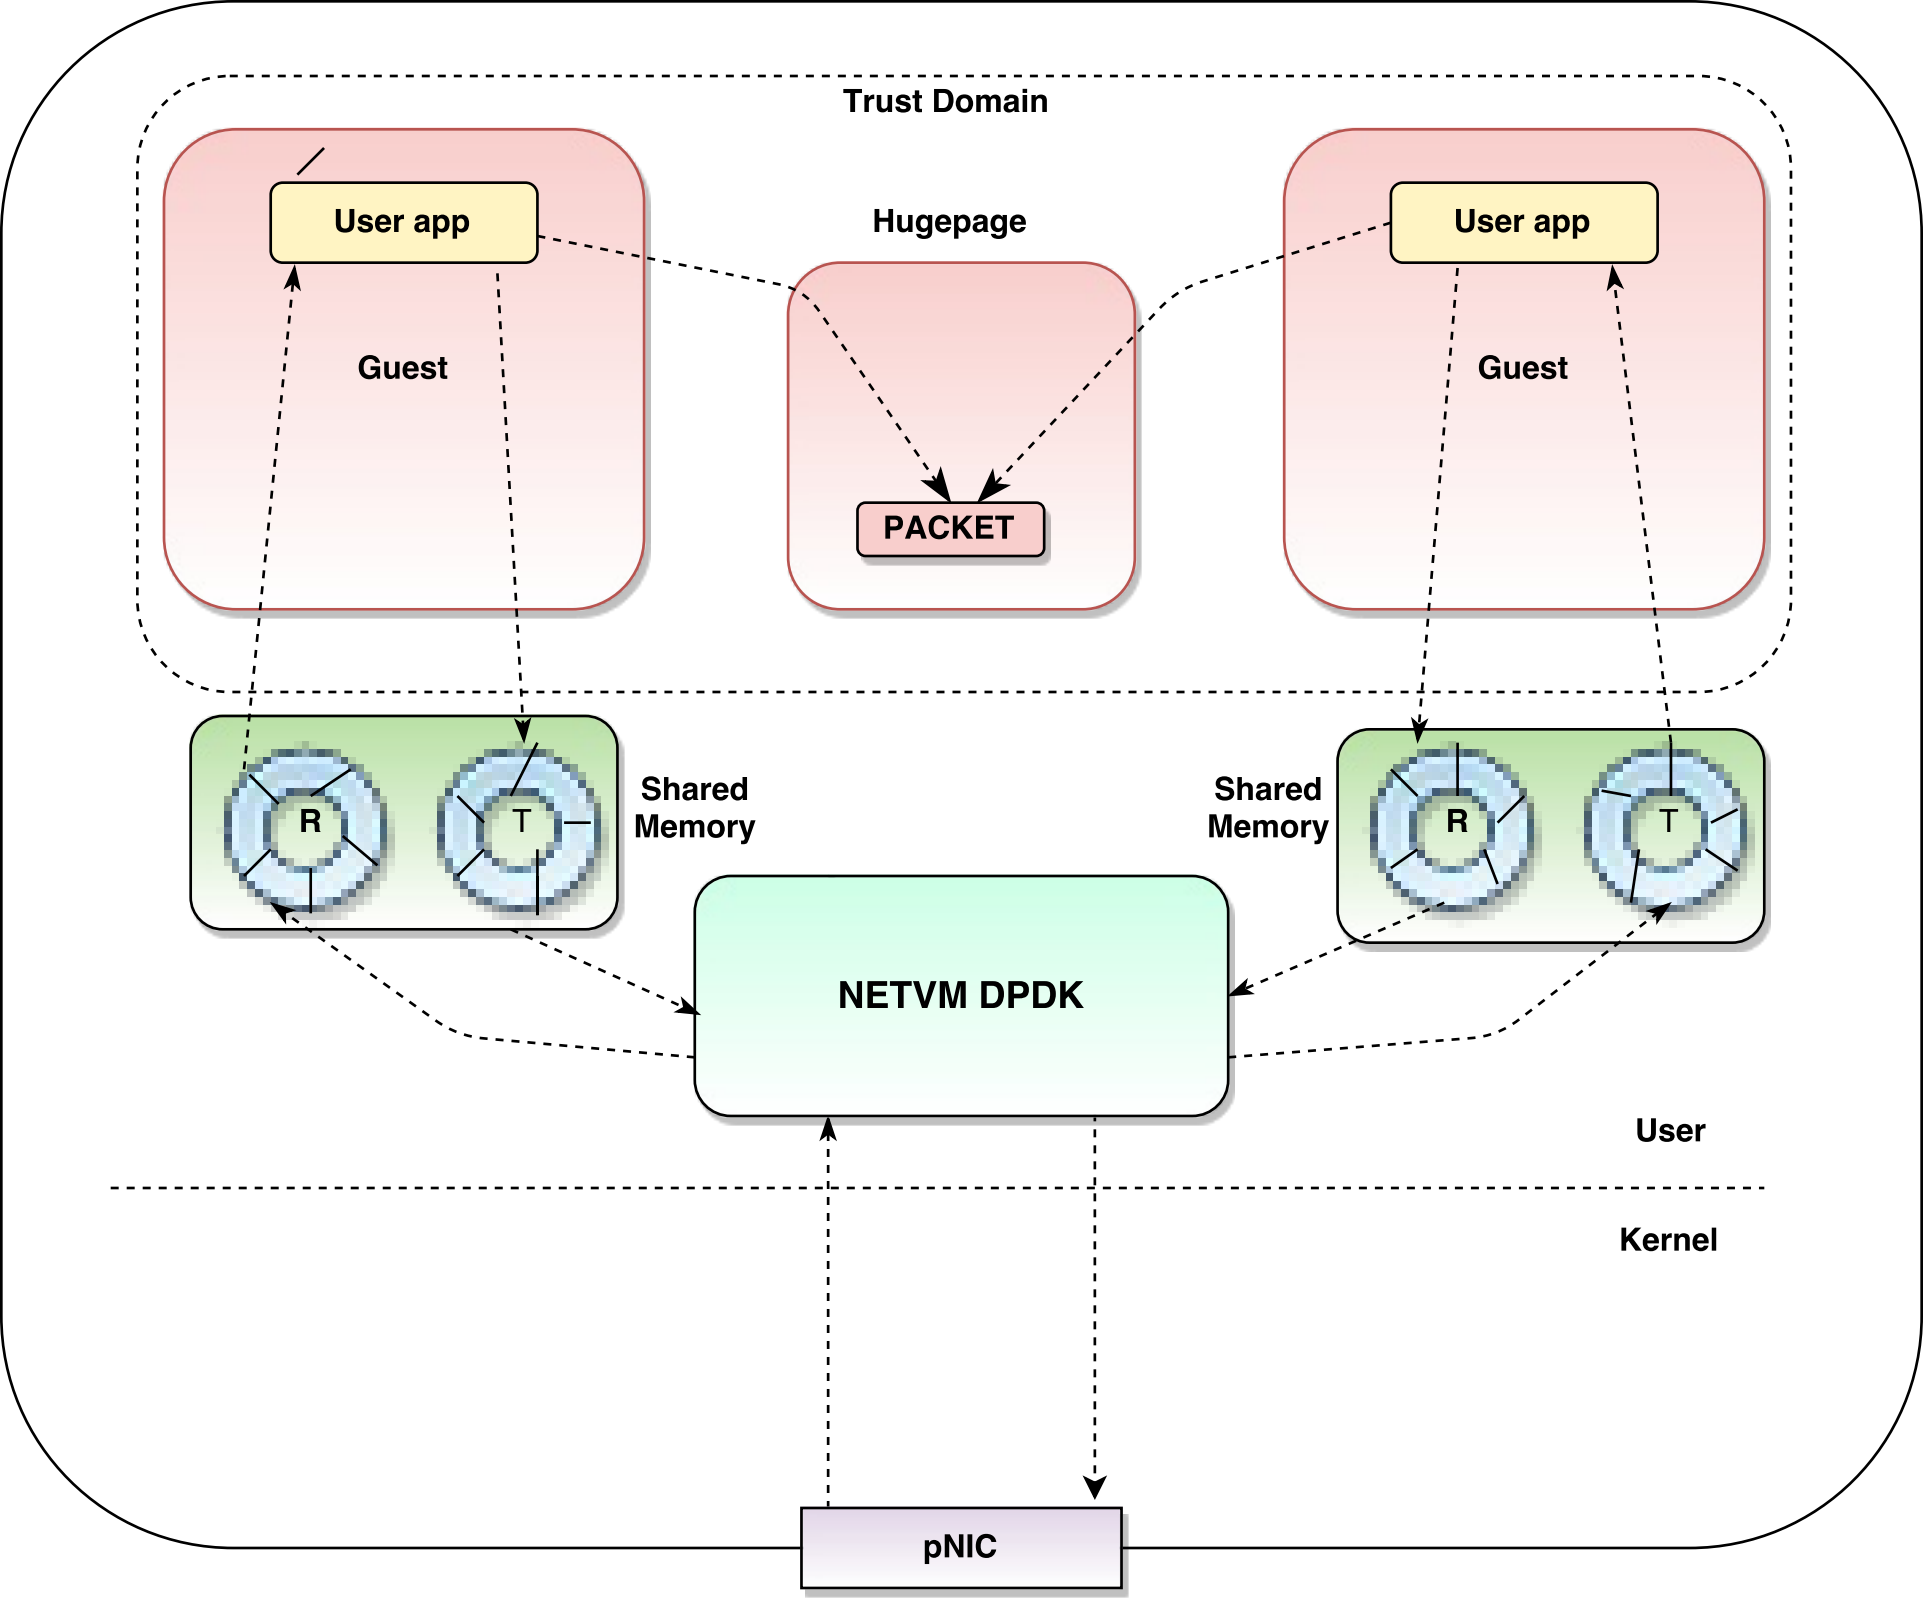 Trust Domain
User app
Hugepage
User app
Guest
Guest
PACKET
R
T
Shared
Memory
Shared
Memory
R
T
NETVM DPDK
User
Kernel
pNIC